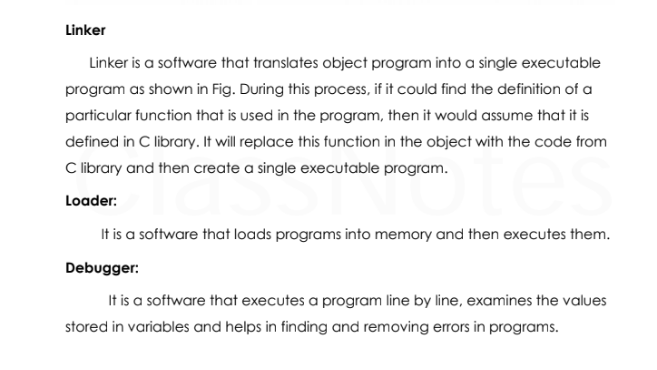 Linker
Linker is a software that translates object program into a single executable
program as shown in Fig. During this process, if it could find the definition of a
particular function that is used in the program, then it would assume that it is
defined in C library. It will replace this function in the object with the code from
C library and then create a single executable program.
ClassNotes
Loader:
It is a software that loads programs into memory and then executes them.
Debugger:
It is a software that executes a program line by line, examines the values
stored in variables and helps in finding and removing errors in programs.